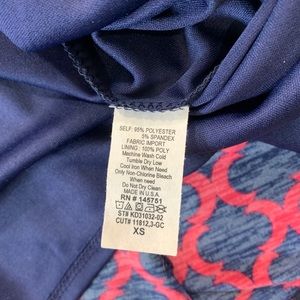 SELF: 95% POLYESTER
5% SPANDEX
FABRIC IMPORT
LINING : 100% POLY
Machine Wash Cold
Tumble Dry Low
Cool Iron When Need
Only Non-Chlorine Bleach
When need
Do Not Dry Clean
MADE IN U.S.A.
RN # 145751
ST# KD31032-02
CUT# 11812,3-GC
XS